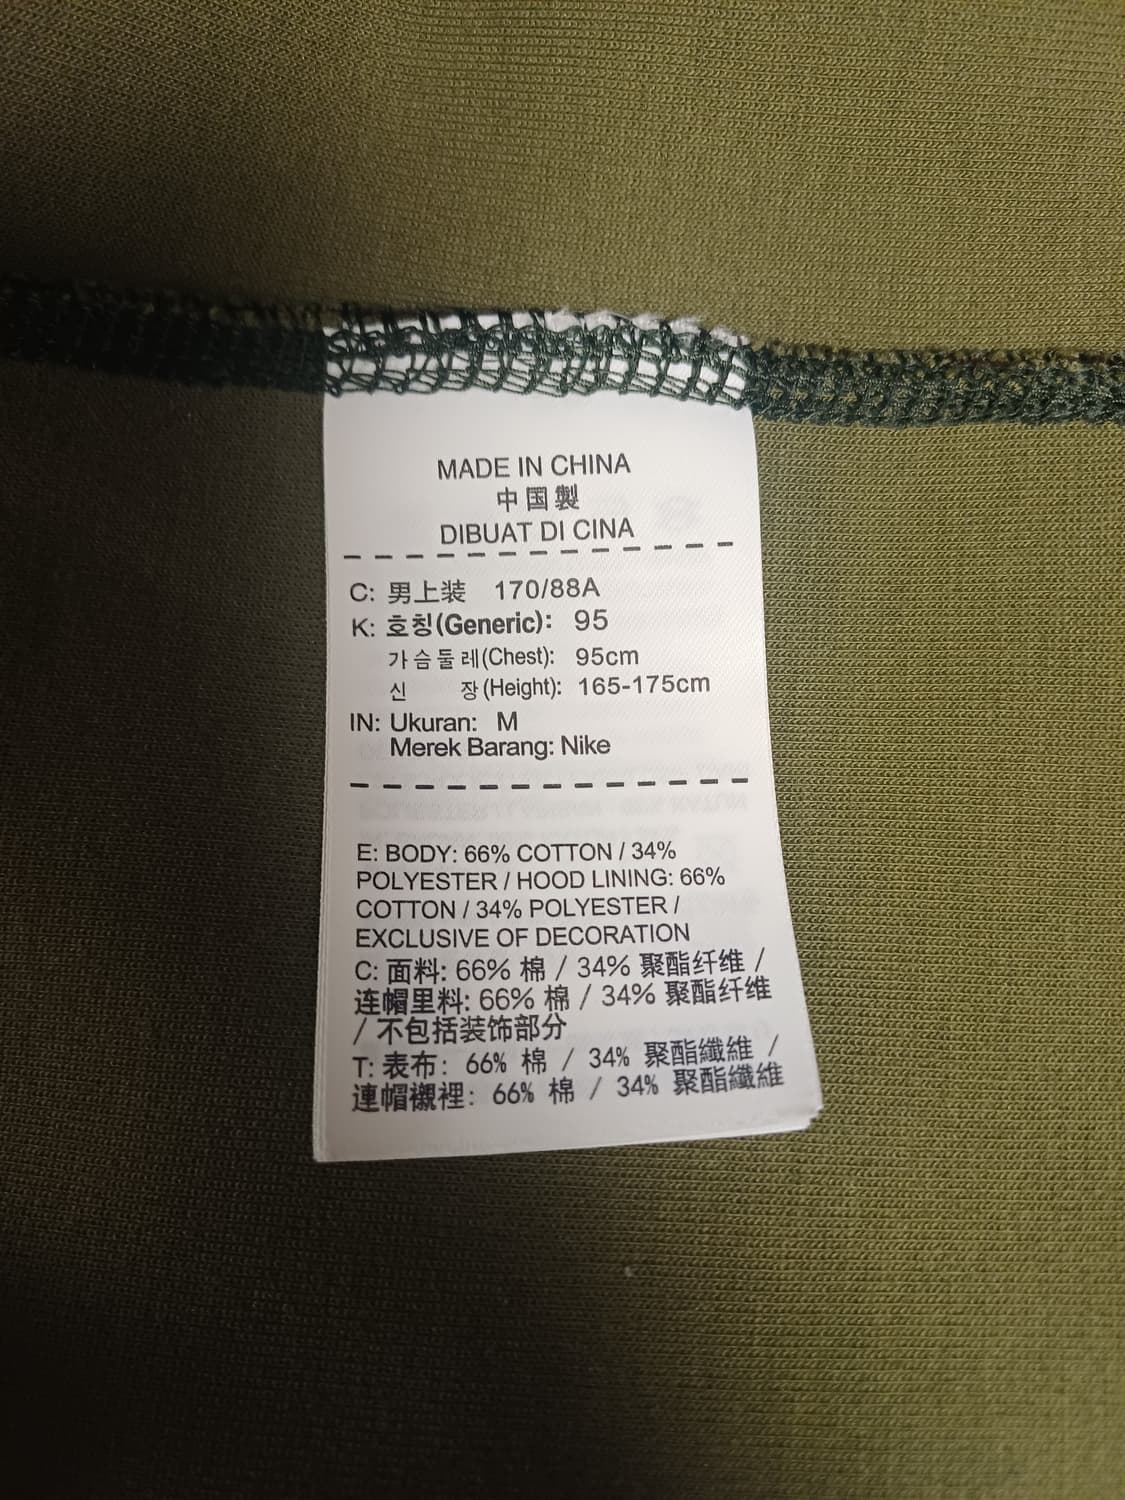 MADE IN CHINA
中国製
DIBUAT DI CINA
C: 男上装 170/88A
K: 호칭(Generic): 95
가슴둘레(Chest): 95cm
신 장(Height): 165-175cm
IN: Ukuran: M
Merek Barang: Nike
E: BODY: 66% COTTON / 34%
POLYESTER / HOOD LINING: 66%
COTTON / 34% POLYESTER /
EXCLUSIVE OF DECORATION
C: 面料: 66% 棉 / 34% 聚酯纤维 /
连帽里料: 66% 棉 / 34% 聚酯纤维
/ 不包括装饰部分
T: 表布: 66% 棉 / 34% 聚酯纖維 /
連帽襯裡: 66% 棉 / 34% 聚酯纖維